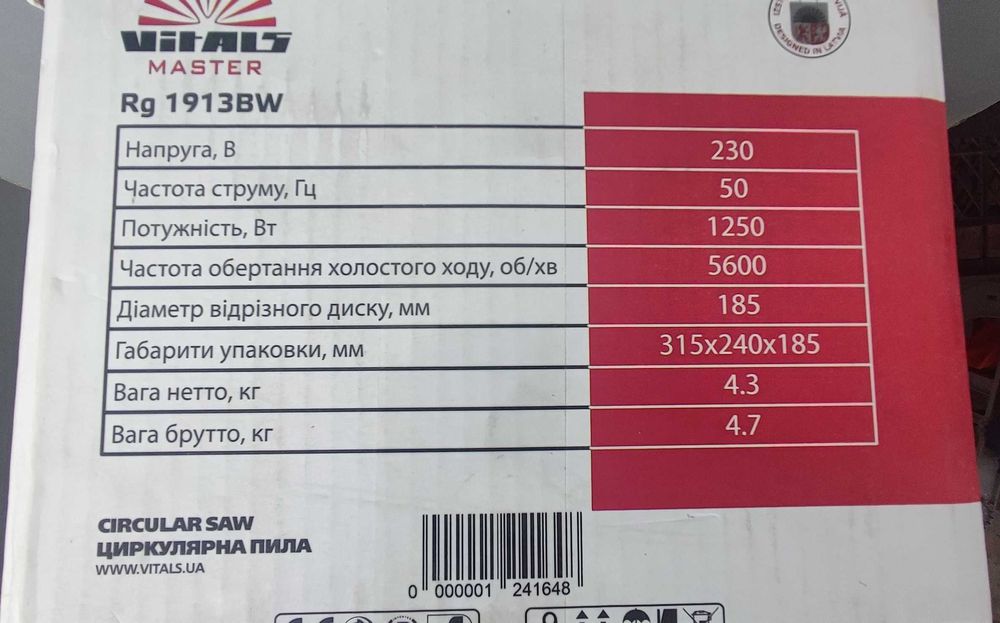 Vitals
MASTER
DESIGNED IN LATVIA
Rg 1913BW
Напруга, В 230
Частота струму, Гц 50
Потужність, Вт 1250
Частота обертання холостого ходу, об/хв 5600
Діаметр відрізного диску, мм 185
Габарити упаковки, мм 315x240x185
Вага нетто, кг 4.3
Вага брутто, кг 4.7
CIRCULAR SAW
ЦИРКУЛЯРНА ПИЛА
WWW.VITALS.UA
0 000001 241648